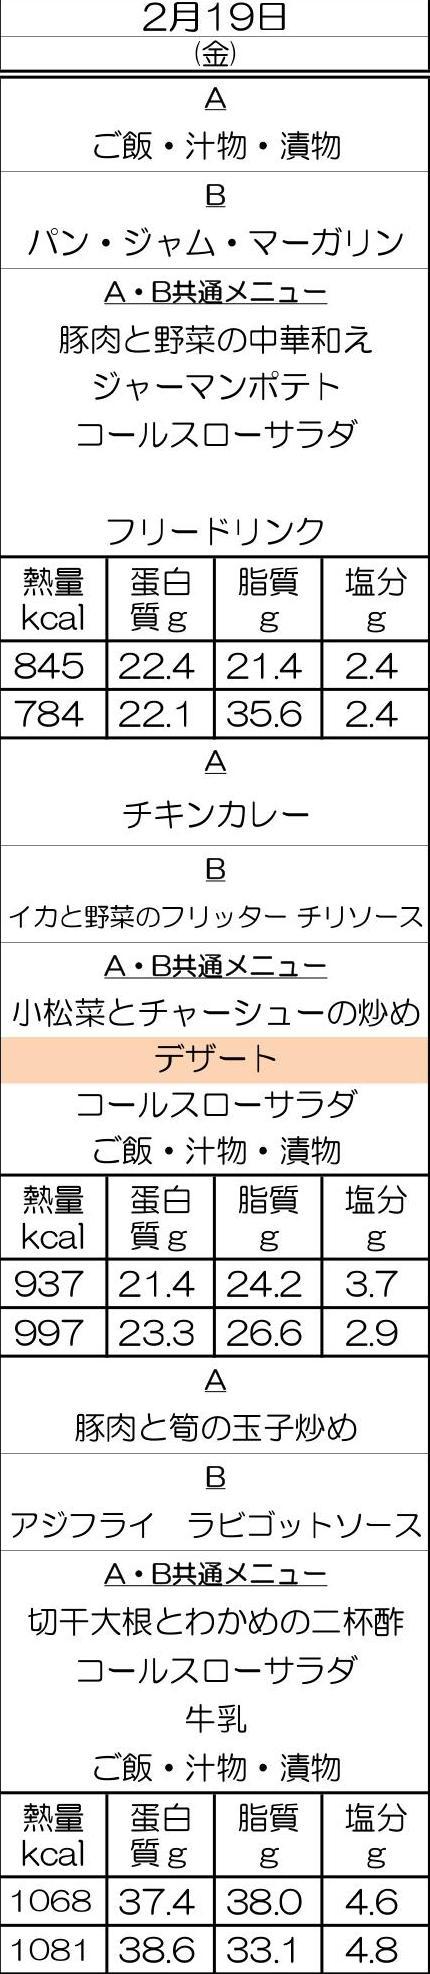 2月19日
(金)
A
ご飯・汁物・漬物
B
パン・ジャム・マーガリン
A・B共通メニュー
豚肉と野菜の中華和え
ジャーマンポテト
コールスローサラダ
フリードリンク
熱量 蛋白 脂質 塩分
kcal 質g g g
845 22.4 21.4 2.4
784 22.1 35.6 2.4
A
チキンカレー
B
イカと野菜のフリッター チリソース
A・B共通メニュー
小松菜とチャーシューの炒め
デザート
コールスローサラダ
ご飯・汁物・漬物
熱量 蛋白 脂質 塩分
kcal 質g g g
937 21.4 24.2 3.7
997 23.3 26.6 2.9
A
豚肉と筍の玉子炒め
B
アジフライ　ラビゴットソース
A・B共通メニュー
切干大根とわかめの二杯酢
コールスローサラダ
牛乳
ご飯・汁物・漬物
熱量 蛋白 脂質 塩分
kcal 質g g g
1068 37.4 38.0 4.6
1081 38.6 33.1 4.8